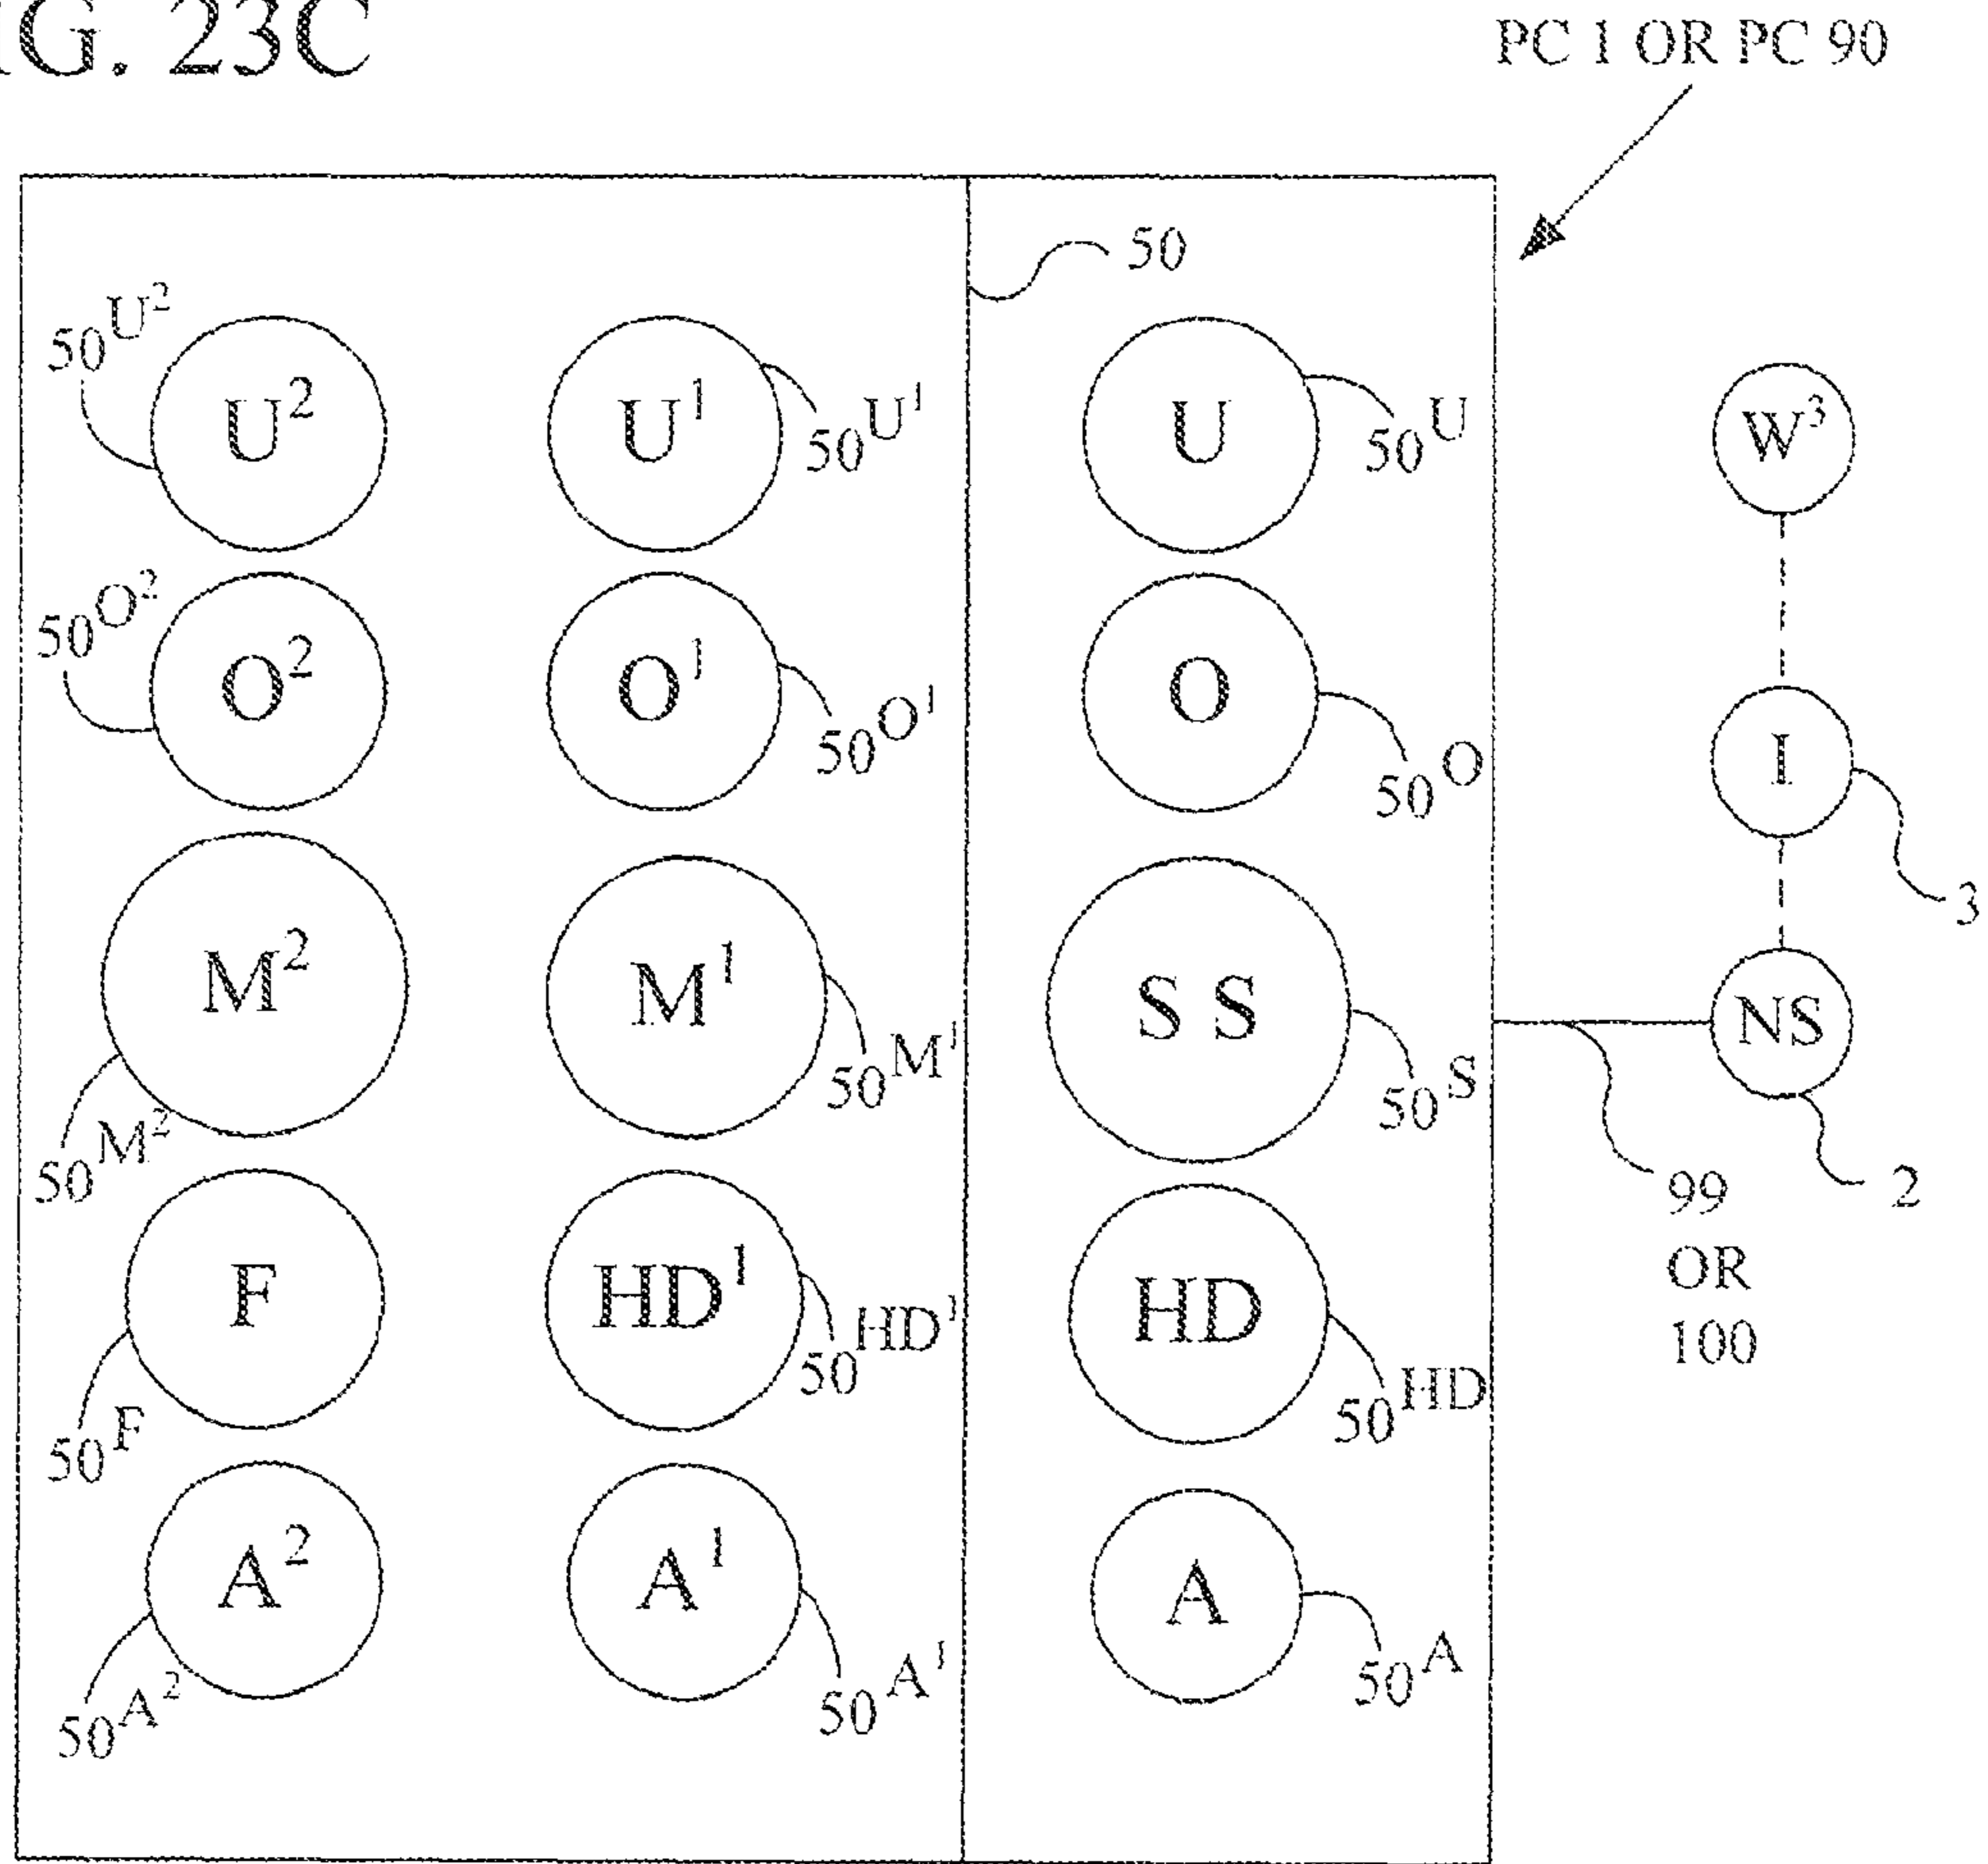 G. 23C
PC 1 OR PC 90
50
50U²
U²
U¹
50U¹
U
50U
W³
50O²
O²
O¹
50O¹
O
50O
I
3
M²
50M²
M¹
50M¹
S S
50S
NS
2
99
OR
100
F
50F
HD¹
50HD¹
HD
50HD
A²
50A²
A¹
50A¹
A
50A